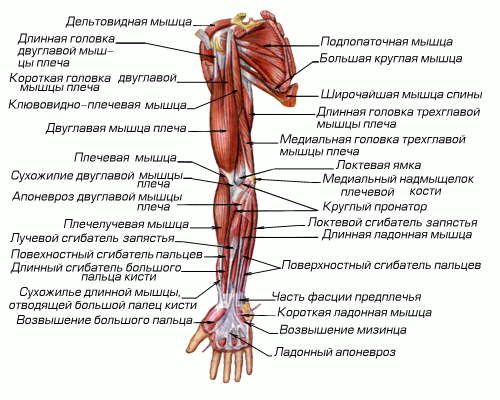 Дельтовидная мышца
Длинная головка
двуглавой мыш-
цы плеча
Короткая головка двуглавой
мышцы плеча
Клювовидно-плечевая мышца
Двуглавая мышца плеча
Плечевая мышца
Сухожилие двуглавой мышцы
плеча
Апоневроз двуглавой мышцы
плеча
Плечелучевая мышца
Лучевой сгибатель запястья
Повехностный сгибатель пальцев
Длинный сгибатель большого
пальца кисти
Сухожилье длинной мышцы,
отводящей большой палец кисти
Возвышение большого пальца
Подлопаточная мышца
Большая круглая мышца
Широчайшая мышца спины
Длинная головка трехглавой
мышцы плеча
Медиальная головка трехглавой
мышцы плеча
Локтевая ямка
Медиальный надмыщелок
плечевой кости
Круглый пронатор
Локтевой сгибатель запястья
Длинная ладонная мышца
Поверхностный сгибатель пальцев
Часть фасции предплечья
Короткая ладонная мышца
Возвышение мизинца
Ладонный апоневроз